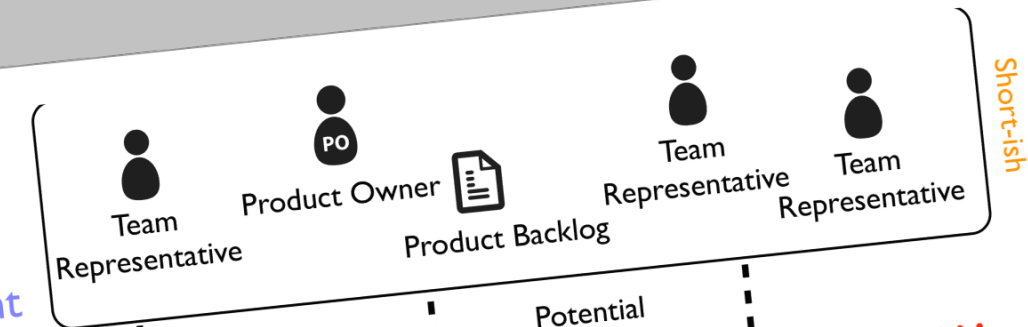 PO
Product Owner
Team
Representative
Product Backlog
Team
Representative
Team
Representative
Short-ish
Potential